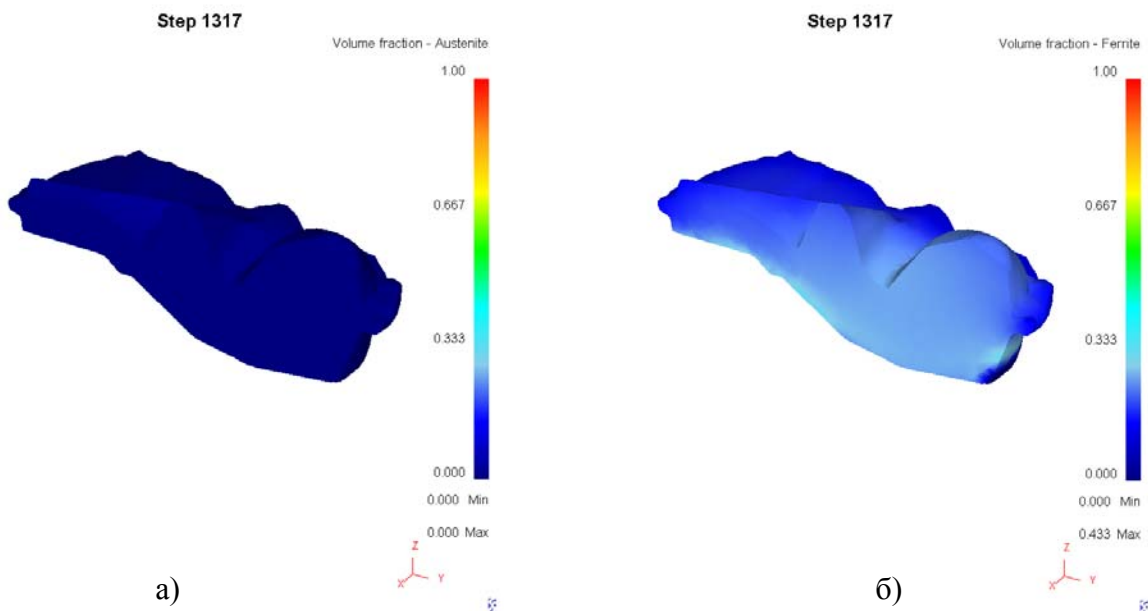 Step 1317
Volume fraction - Austenite
1.00
0.667
0.333
0.000
0.000 Min
0.000 Max
Z
X
Y
а)
Step 1317
Volume fraction - Ferrite
1.00
0.667
0.333
0.000
0.000 Min
0.433 Max
Z
X
Y
б)